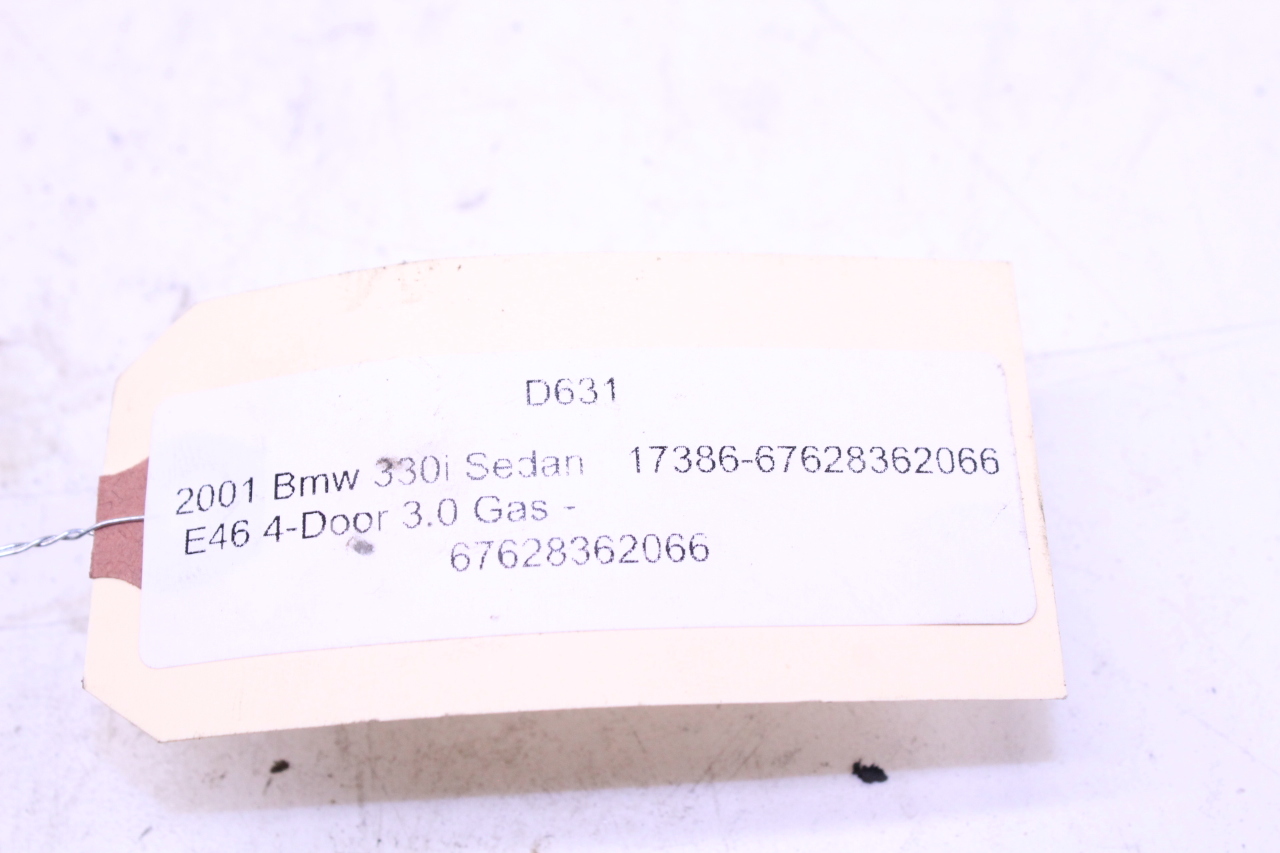 D631
2001 Bmw 330i Sedan 17386-67628362066
E46 4-Door 3.0 Gas -
67628362066